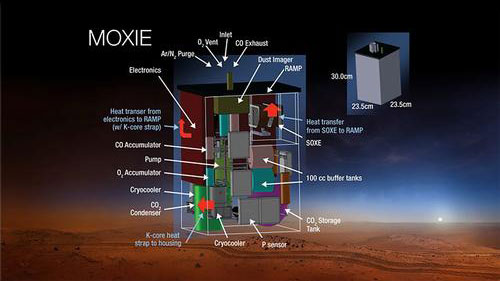 MOXIE
Inlet
O₂ Vent
CO Exhaust
Ar/N₂ Purge
Dust Imager
Electronics
RAMP
30.0cm
23.5cm
23.5cm
Heat transer from
electronics to RAMP
(w/ K-core strap)
Heat transfer
from SOXE to RAMP
SOXE
CO Accumulator
Pump
O₂ Accumulator
100 cc buffer tanks
Cryocooler
CO₂
Condenser
CO₂ Storage
Tank
K-core heat
strap to housing
Cryocooler
P sensor